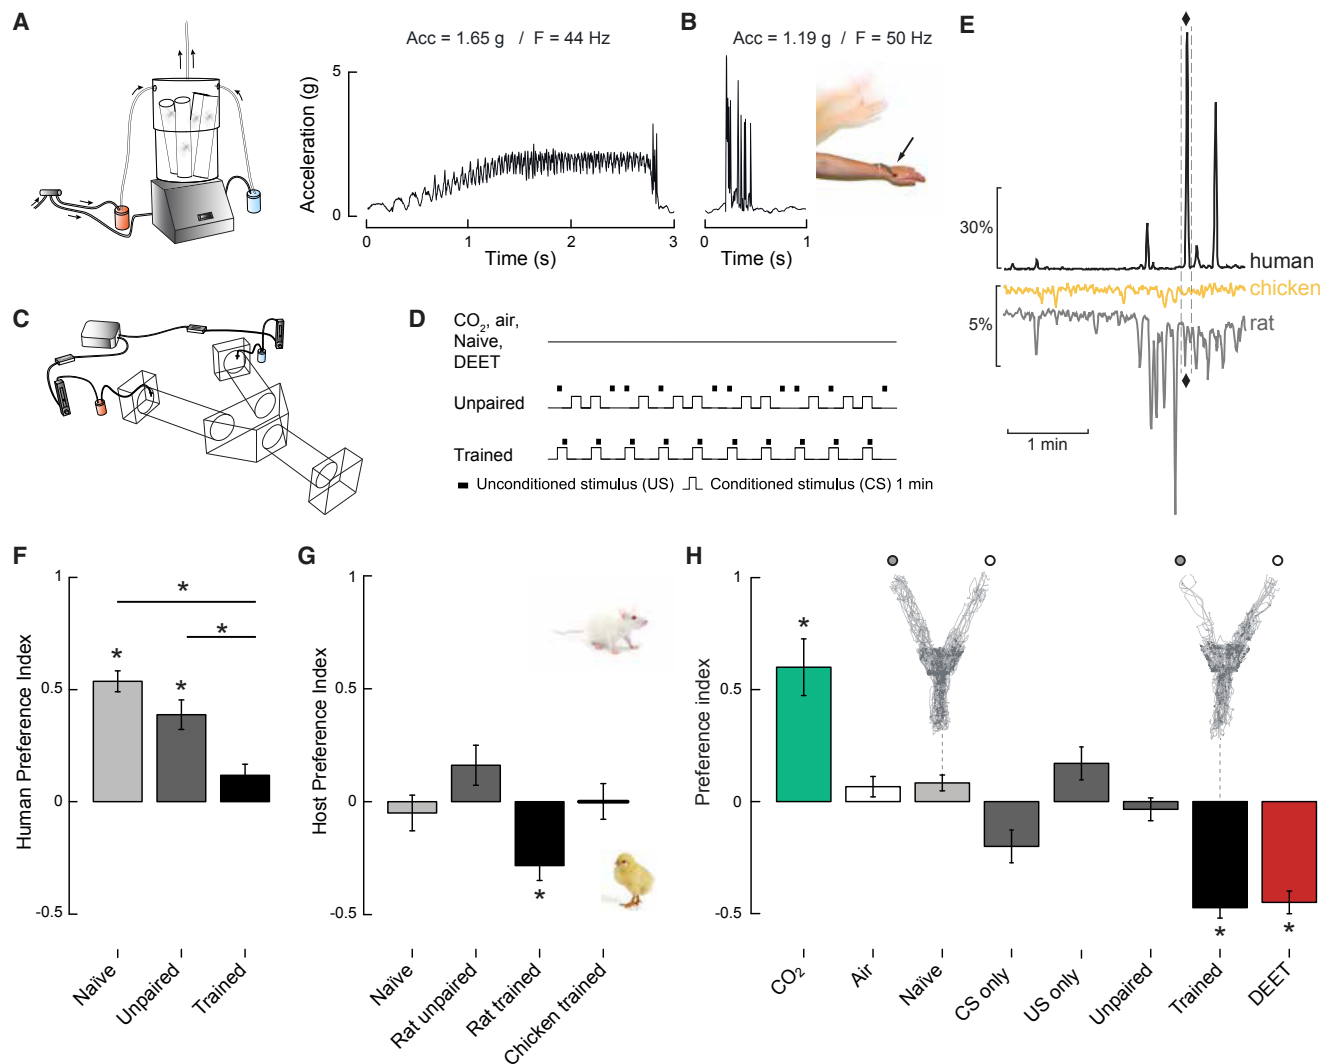 A
Acc = 1.65 g / F = 44 Hz
Acceleration (g)
5
0
0
1
2
3
Time (s)
B
Acc = 1.19 g / F = 50 Hz
0
1
Time (s)
C
D
CO2, air,
Naive,
DEET
Unpaired
Trained
Unconditioned stimulus (US)
Conditioned stimulus (CS) 1 min
E
30%
human
chicken
5%
rat
1 min
F
Human Preference Index
1
0.5
0
-0.5
*
*
*
*
Naïve
Unpaired
Trained
G
Host Preference Index
1
0.5
0
-0.5
*
Naïve
Rat unpaired
Rat trained
Chicken trained
H
Preference index
1
0.5
0
-0.5
*
*
*
CO2
Air
Naïve
CS only
US only
Unpaired
Trained
DEET